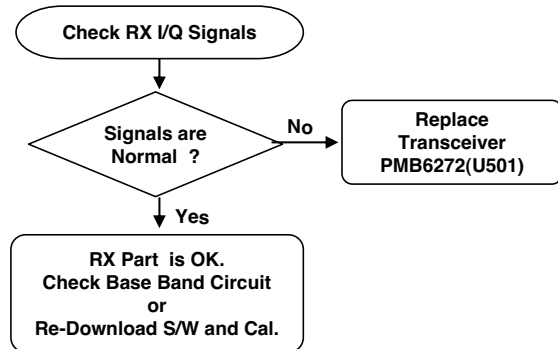 Check RX I/Q Signals
Signals are
Normal ?
No
Replace
Transceiver
PMB6272(U501)
Yes
RX Part is OK.
Check Base Band Circuit
or
Re-Download S/W and Cal.